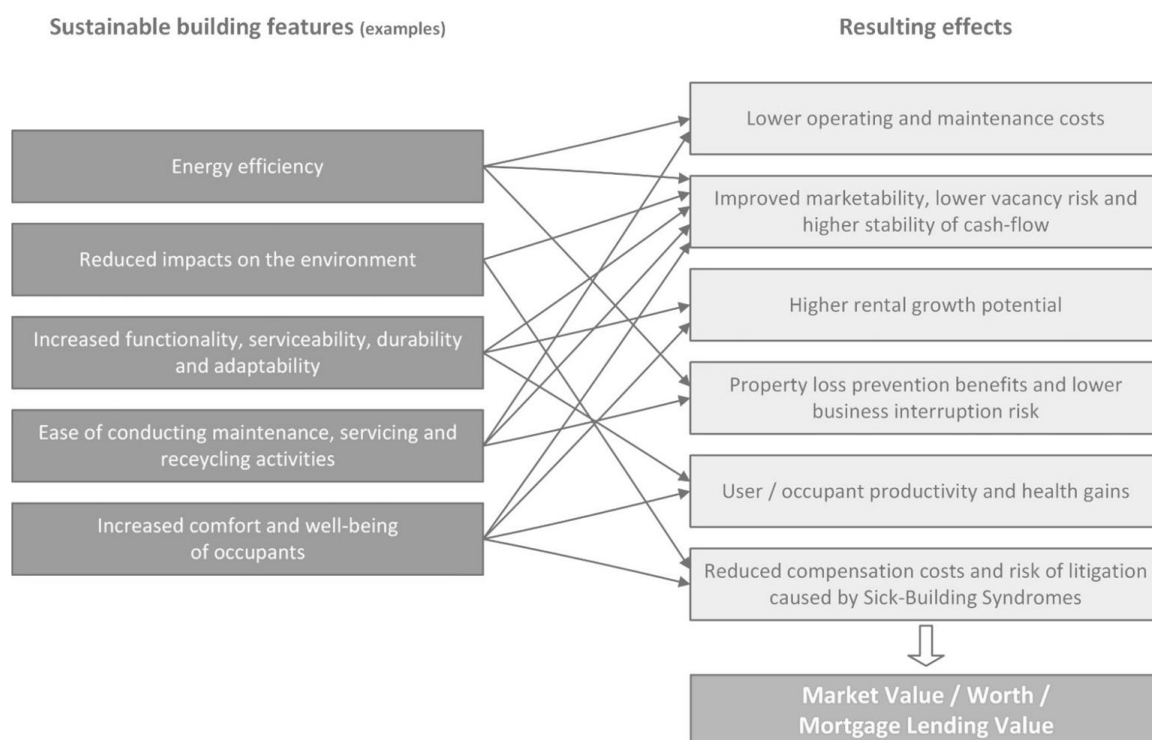 Sustainable building features (examples)
Resulting effects
Energy efficiency
Reduced impacts on the environment
Increased functionality, serviceability, durability
and adaptability
Ease of conducting maintenance, servicing and
receycling activities
Increased comfort and well-being
of occupants
Lower operating and maintenance costs
Improved marketability, lower vacancy risk and
higher stability of cash-flow
Higher rental growth potential
Property loss prevention benefits and lower
business interruption risk
User / occupant productivity and health gains
Reduced compensation costs and risk of litigation
caused by Sick-Building Syndromes
Market Value / Worth /
Mortgage Lending Value